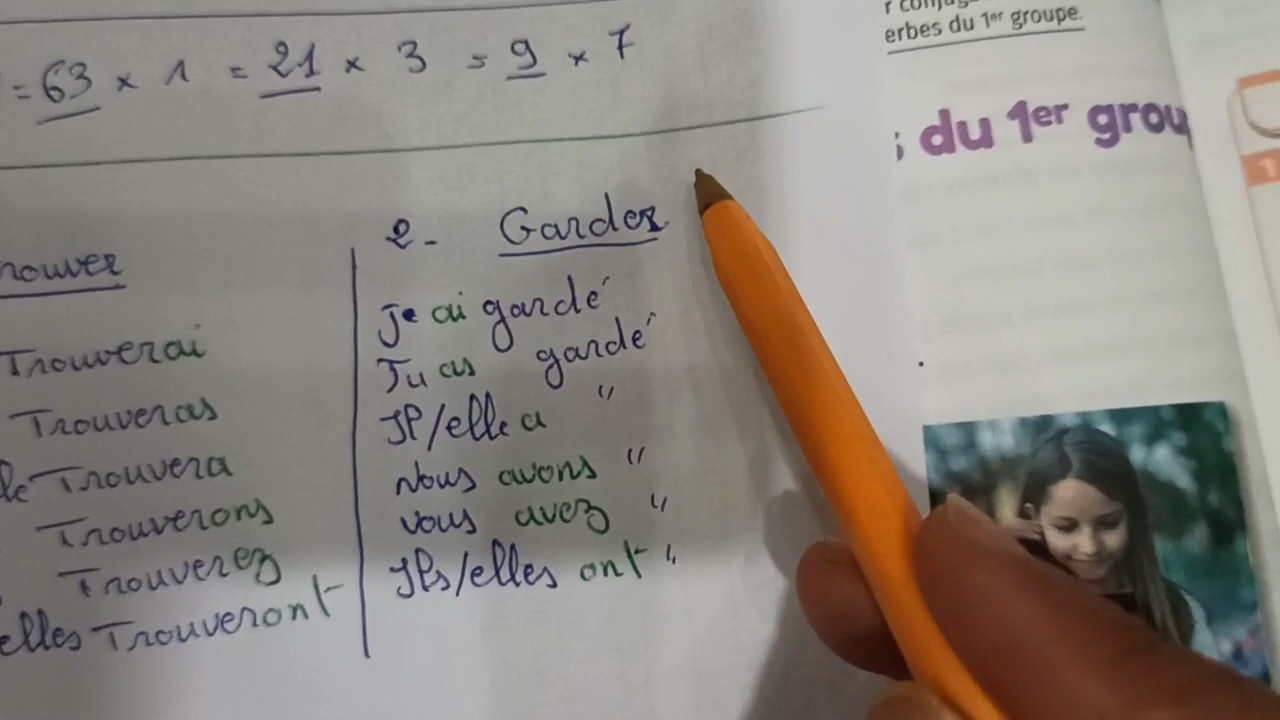 = 63 × 1 = 21 × 3 = 9 × 7
erbes du 1er groupe.
du 1er grou
rouver
Trouverai
Trouveras
le Trouvera
Trouverons
Trouverez
elles Trouveront
2- Garder
Je ai gardé
Tu as gardé
Il/elle a "
Nous avons "
vous avez "
Ils/elles ont "
1